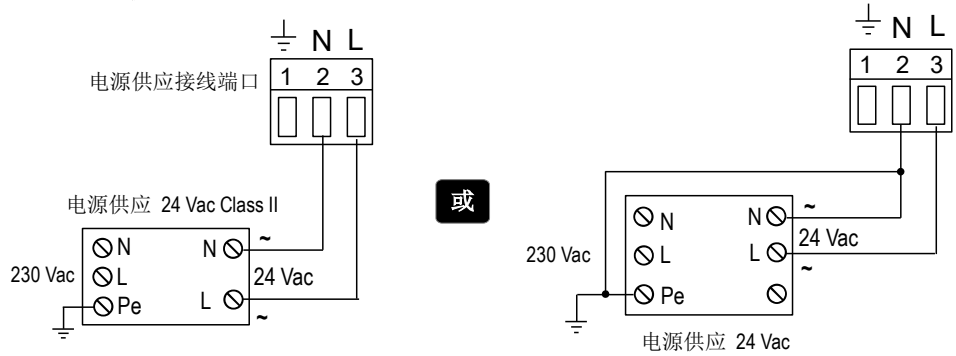 N L
电源供应接线端口
1 2 3
电源供应 24 Vac Class II
N
L
Pe
230 Vac
N ~
L ~
24 Vac
或
N L
1 2 3
N
L
Pe
230 Vac
N ~
L ~
24 Vac
电源供应 24 Vac